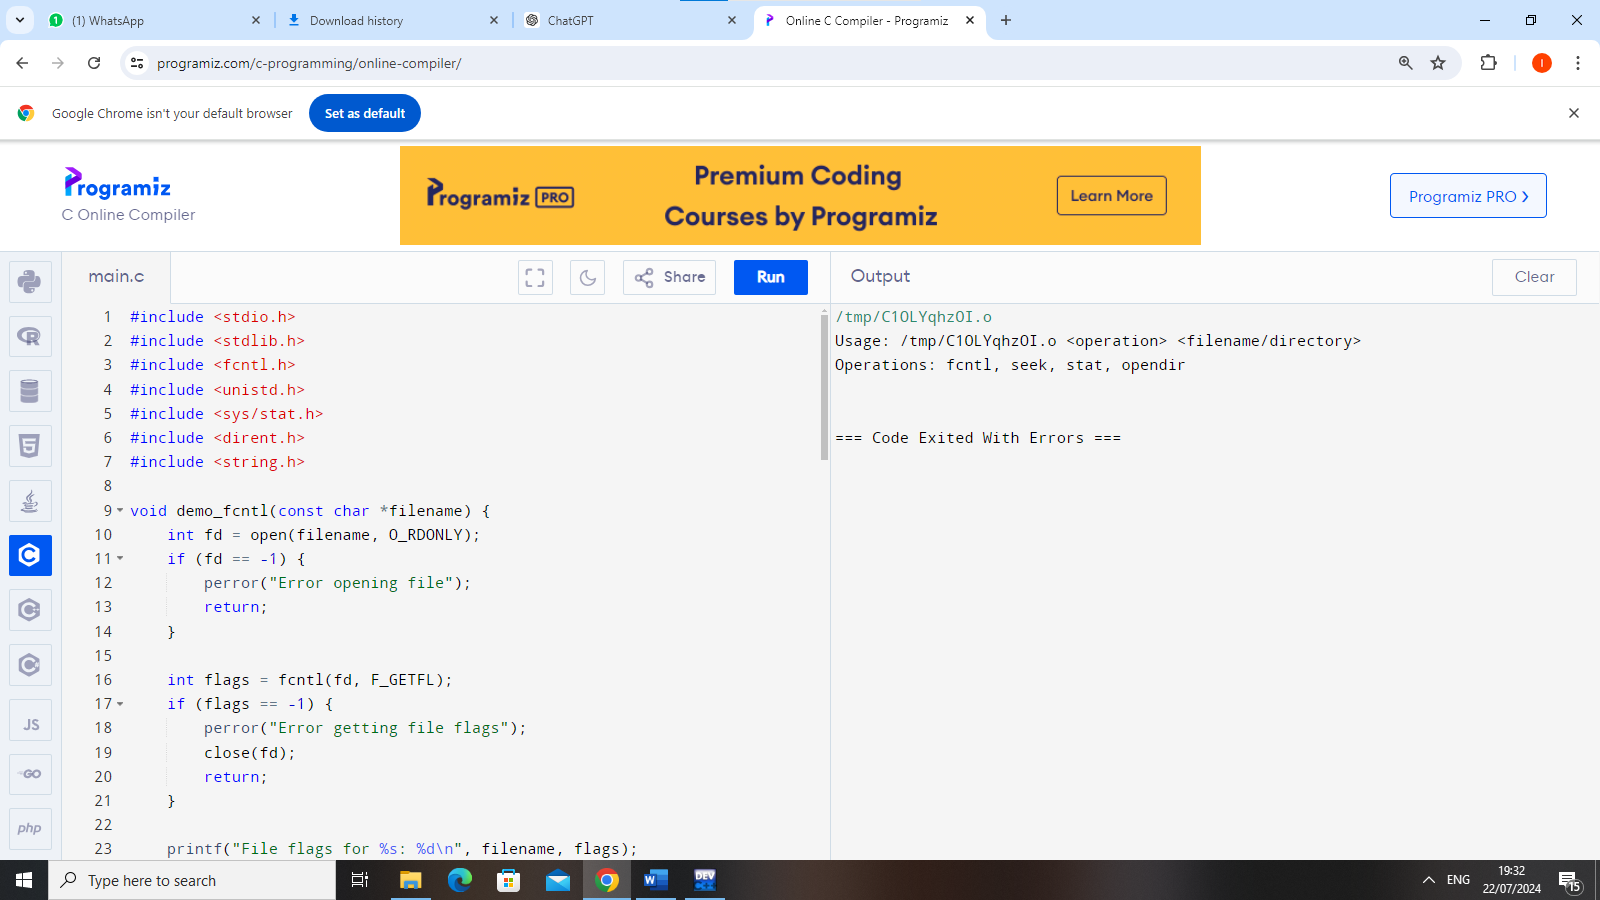 (1) WhatsApp
Download history
ChatGPT
Online C Compiler - Programiz
programiz.com/c-programming/online-compiler/
Google Chrome isn't your default browser
Set as default
Programiz
C Online Compiler
Programiz PRO
Premium Coding
Courses by Programiz
Learn More
Programiz PRO
main.c
Share
Run
Output
Clear
1 #include <stdio.h>
2 #include <stdlib.h>
3 #include <fcntl.h>
4 #include <unistd.h>
5 #include <sys/stat.h>
6 #include <dirent.h>
7 #include <string.h>
8
9 void demo_fcntl(const char *filename) {
10     int fd = open(filename, O_RDONLY);
11     if (fd == -1) {
12         perror("Error opening file");
13         return;
14     }
15
16     int flags = fcntl(fd, F_GETFL);
17     if (flags == -1) {
18         perror("Error getting file flags");
19         close(fd);
20         return;
21     }
22
23     printf("File flags for %s: %d\n", filename, flags);
/tmp/C1OLYqhzOI.o
Usage: /tmp/C1OLYqhzOI.o <operation> <filename/directory>
Operations: fcntl, seek, stat, opendir
=== Code Exited With Errors ===
JS
GO
php
Type here to search
DEV
ENG
19:32
22/07/2024
15